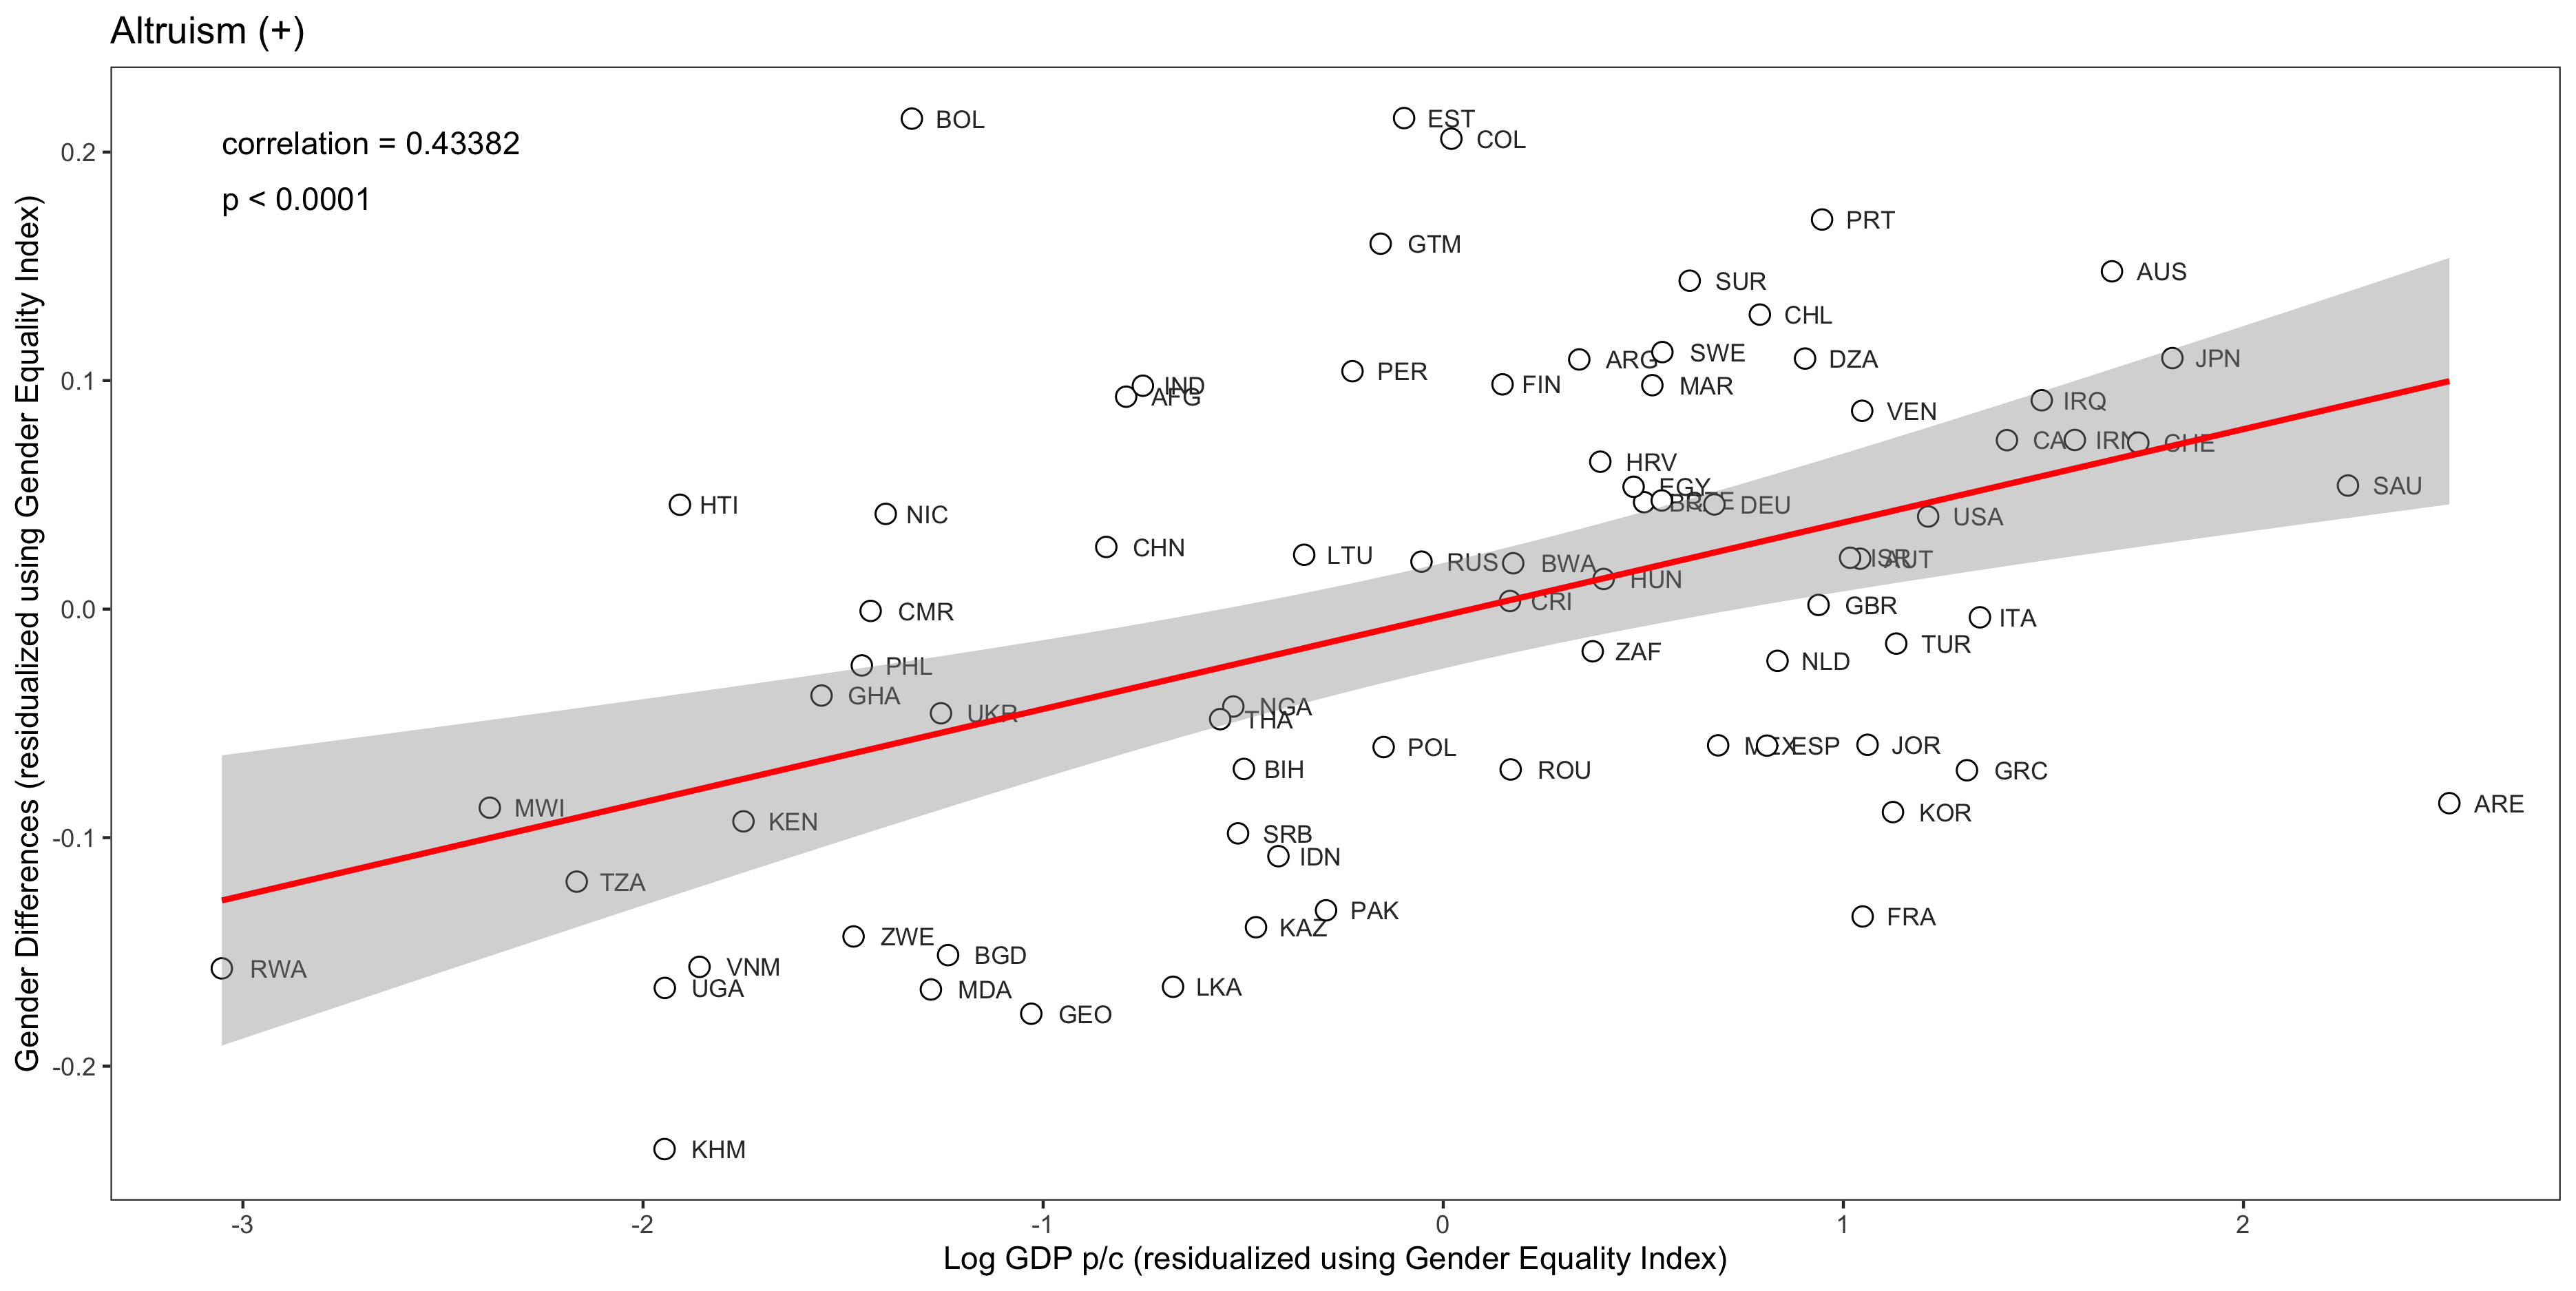 Altruism (+)
correlation = 0.43382
p < 0.0001
Gender Differences (residualized using Gender Equality Index)
0.2
0.1
0.0
-0.1
-0.2
BOL
EST
COL
PRT
GTM
AUS
SUR
CHL
SWE
ARG
DZA
JPN
PER
FIN
IND
MAR
AFG
IRQ
VEN
IRN
CHE
HRV
SAU
EGY
HTI
DEU
NIC
USA
CHN
LTU
RUS
BWA
ISR
AUT
HUN
CRI
GBR
CMR
ITA
TUR
ZAF
NLD
PHL
GHA
NGA
UKR
THA
MEX
ESP
JOR
POL
BIH
ROU
GRC
ARE
MWI
KOR
KEN
SRB
IDN
TZA
PAK
FRA
KAZ
ZWE
BGD
VNM
RWA
UGA
LKA
MDA
GEO
KHM
-3
-2
-1
0
1
2
Log GDP p/c (residualized using Gender Equality Index)